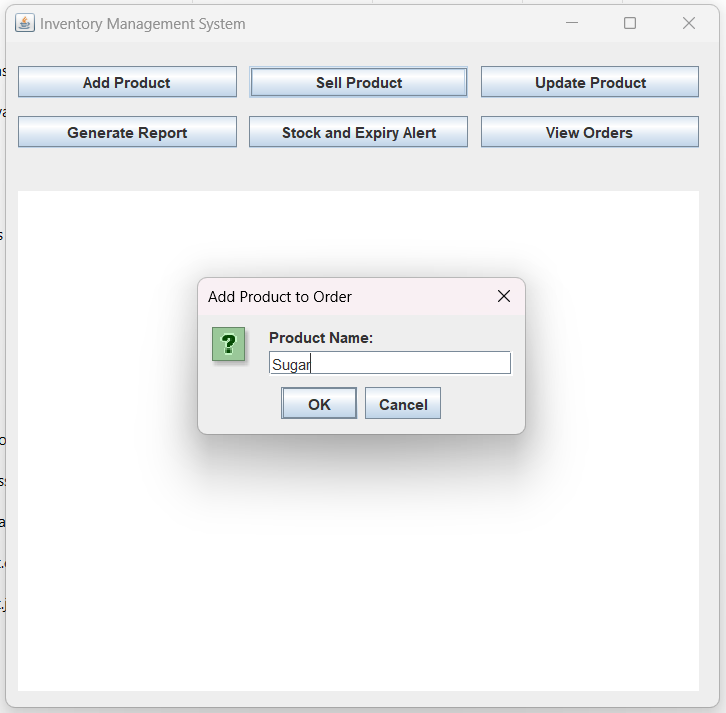 Inventory Management System
Add Product Sell Product Update Product
Generate Report Stock and Expiry Alert View Orders
Add Product to Order
?
Product Name:
Sugar
OK Cancel